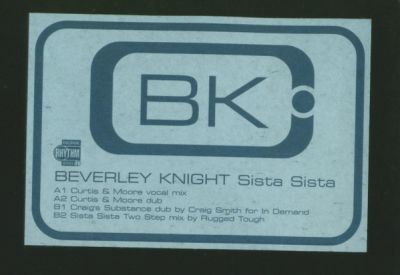 BK
RHYTHM
BEVERLEY KNIGHT Sista Sista
A1 Curtis & Moore vocal mix
A2 Curtis & Moore dub
B1 Craig's Substance dub by Craig Smith for In Demand
B2 Sista Sista Two Step mix by Rugged Tough